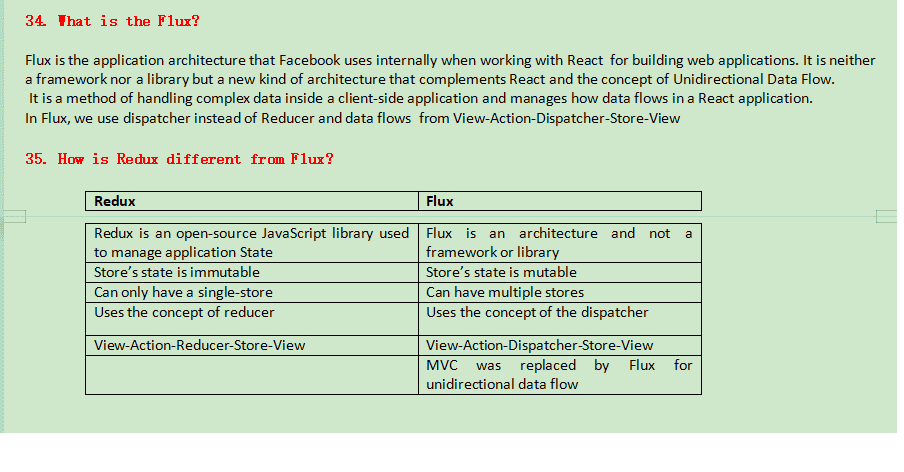 34. What is the Flux?
Flux is the application architecture that Facebook uses internally when working with React for building web applications. It is neither
a framework nor a library but a new kind of architecture that complements React and the concept of Unidirectional Data Flow.
It is a method of handling complex data inside a client-side application and manages how data flows in a React application.
In Flux, we use dispatcher instead of Reducer and data flows from View-Action-Dispatcher-Store-View
35. How is Redux different from Flux?
Redux Flux
Redux is an open-source JavaScript library used Flux is an architecture and not a
to manage application State framework or library
Store's state is immutable Store's state is mutable
Can only have a single-store Can have multiple stores
Uses the concept of reducer Uses the concept of the dispatcher
View-Action-Reducer-Store-View View-Action-Dispatcher-Store-View
MVC was replaced by Flux for
unidirectional data flow